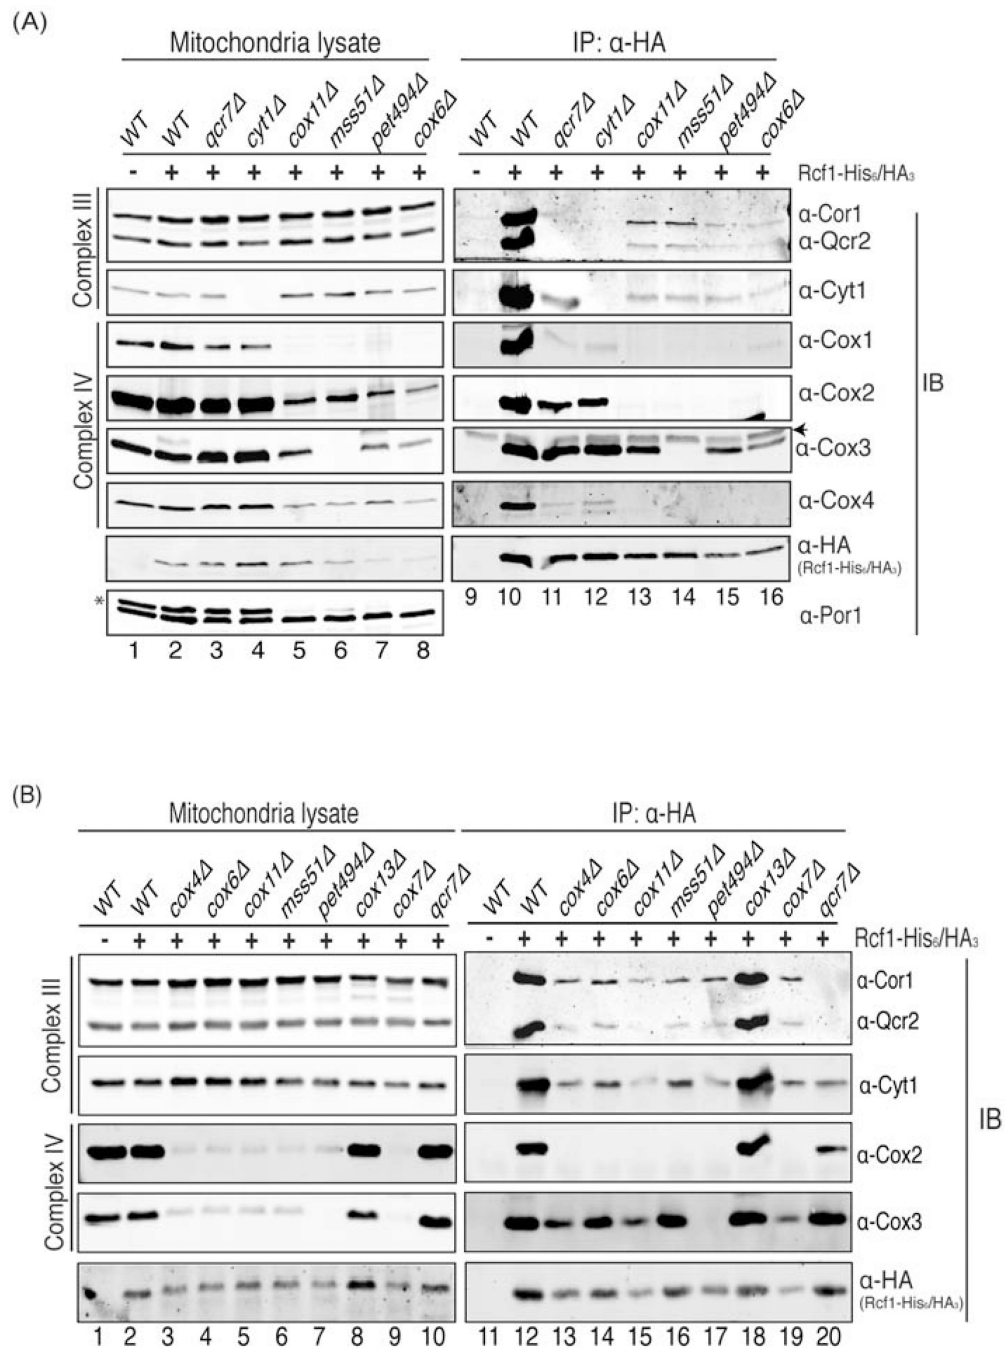 (A)
Mitochondria lysate IP: α-HA
WT WT qcr7Δ cyt1Δ cox11Δ mss51Δ pet494Δ cox6Δ WT WT qcr7Δ cyt1Δ cox11Δ mss51Δ pet494Δ cox6Δ
- + + + + + + + - + + + + + + + Rcf1-His₆/HA₃
Complex III
α-Cor1
α-Qcr2
α-Cyt1
Complex IV
α-Cox1
IB
α-Cox2
α-Cox3
α-Cox4
α-HA
(Rcf1-His₆/HA₃)
9 10 11 12 13 14 15 16
* α-Por1
1 2 3 4 5 6 7 8
(B)
Mitochondria lysate IP: α-HA
WT WT cox4Δ cox6Δ cox11Δ mss51Δ pet494Δ cox13Δ cox7Δ qcr7Δ WT WT cox4Δ cox6Δ cox11Δ mss51Δ pet494Δ cox13Δ cox7Δ qcr7Δ
- + + + + + + + + + - + + + + + + + + + Rcf1-His₆/HA₃
Complex III
α-Cor1
α-Qcr2
α-Cyt1
IB
Complex IV
α-Cox2
α-Cox3
α-HA
(Rcf1-His₆/HA₃)
1 2 3 4 5 6 7 8 9 10 11 12 13 14 15 16 17 18 19 20